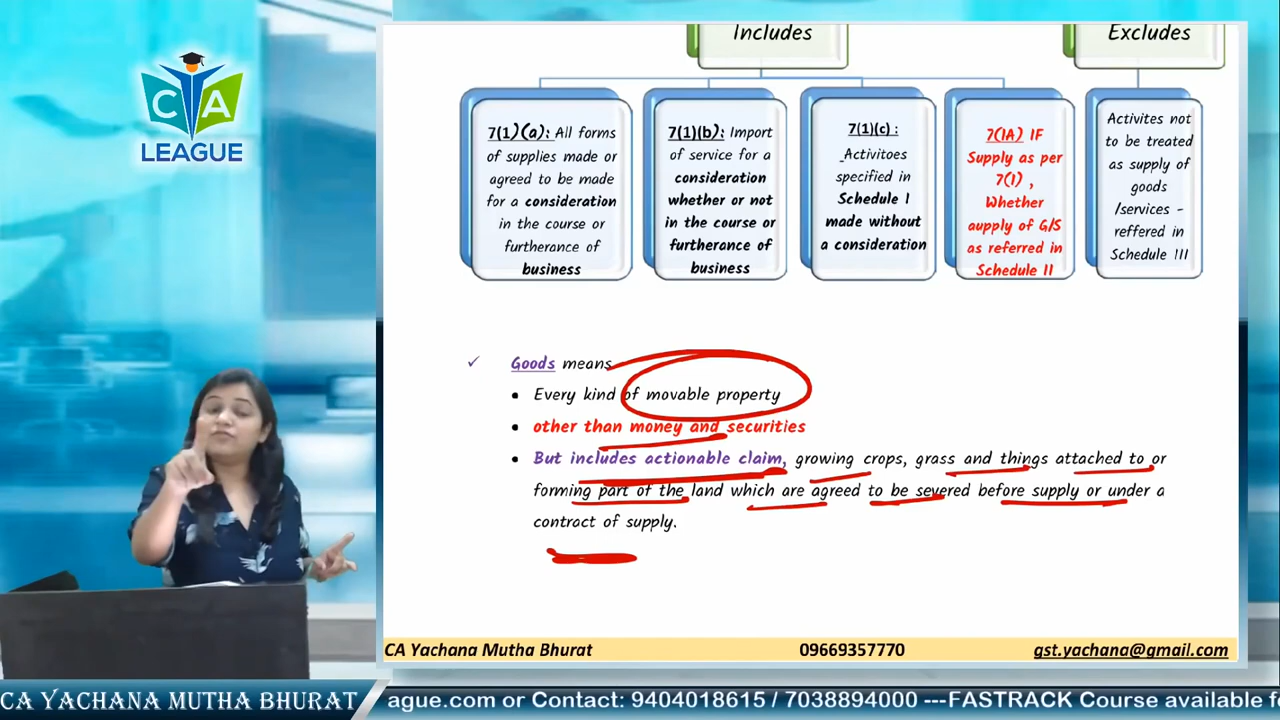 CA
LEAGUE
Includes
Excludes
7(1)(a): All forms
of supplies made or
agreed to be made
for a consideration
in the course or
furtherance of
business
7(1)(b): Import
of service for a
consideration
whether or not
in the course or
furtherance of
business
7(1)(c) :
Activitoes
specified in
Schedule I
made without
a consideration
7(1A) IF
Supply as per
7(1) ,
Whether
aupply of G/S
as referred in
Schedule II
Activites not
to be treated
as supply of
goods
/services -
reffered in
Schedule III
✓ Goods means
• Every kind of movable property
• other than money and securities
• But includes actionable claim, growing crops, grass and things attached to or
forming part of the land which are agreed to be severed before supply or under a
contract of supply.
CA Yachana Mutha Bhurat 09669357770 gst.yachana@gmail.com
CA YACHANA MUTHA BHURAT
ague.com or Contact: 9404018615 / 7038894000 ---FASTRACK Course available f